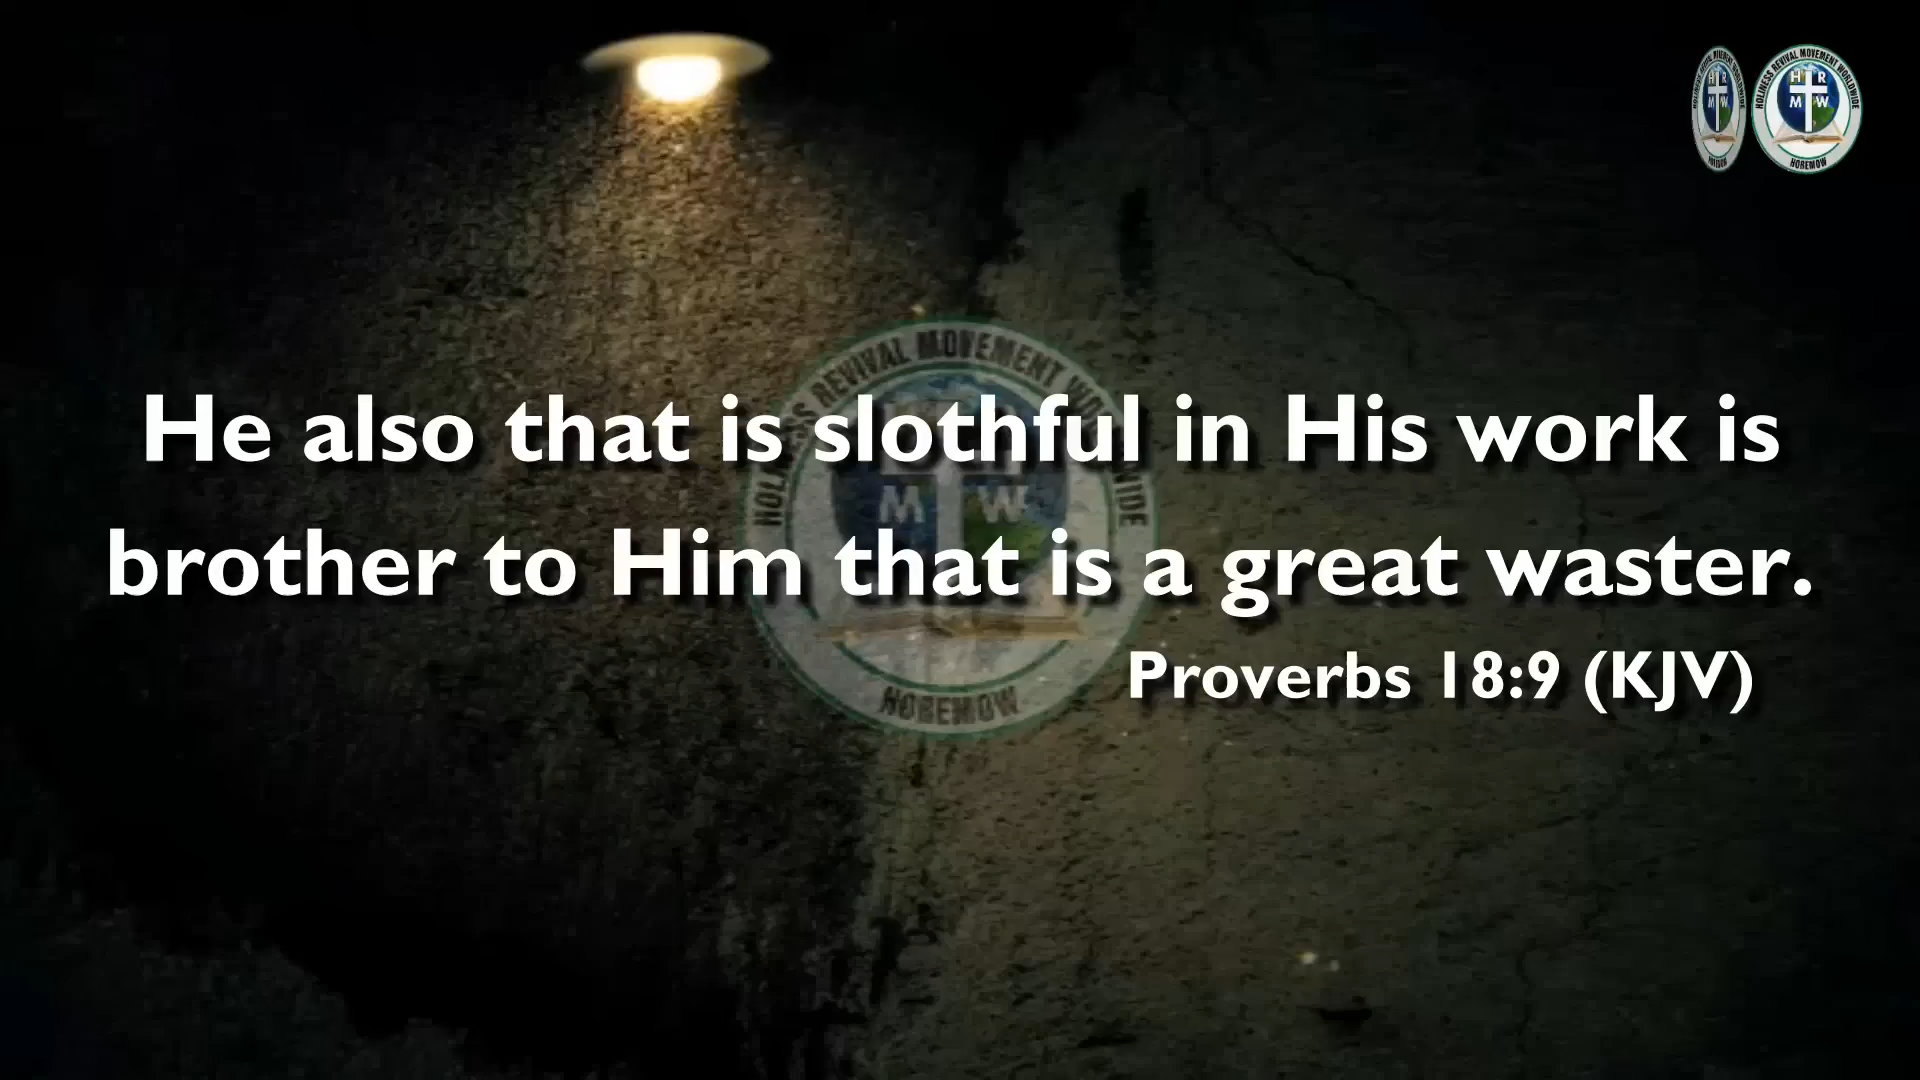 HOLINESS REVIVAL MOVEMENT WORLDWIDE
H R
M W
HOREMOW
He also that is slothful in His work is
brother to Him that is a great waster.
Proverbs 18:9 (KJV)
M W
HOREMOW